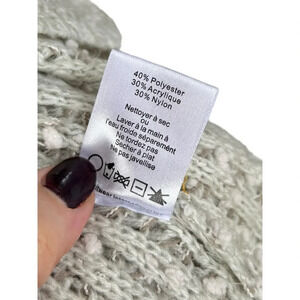 40% Polyester
30% Acrylique
30% Nylon
Nettoyer à sec
ou
Laver à la main à
l'eau froide séparément
Ne tordez pas
Sécher à plat
Ne pas javellisé